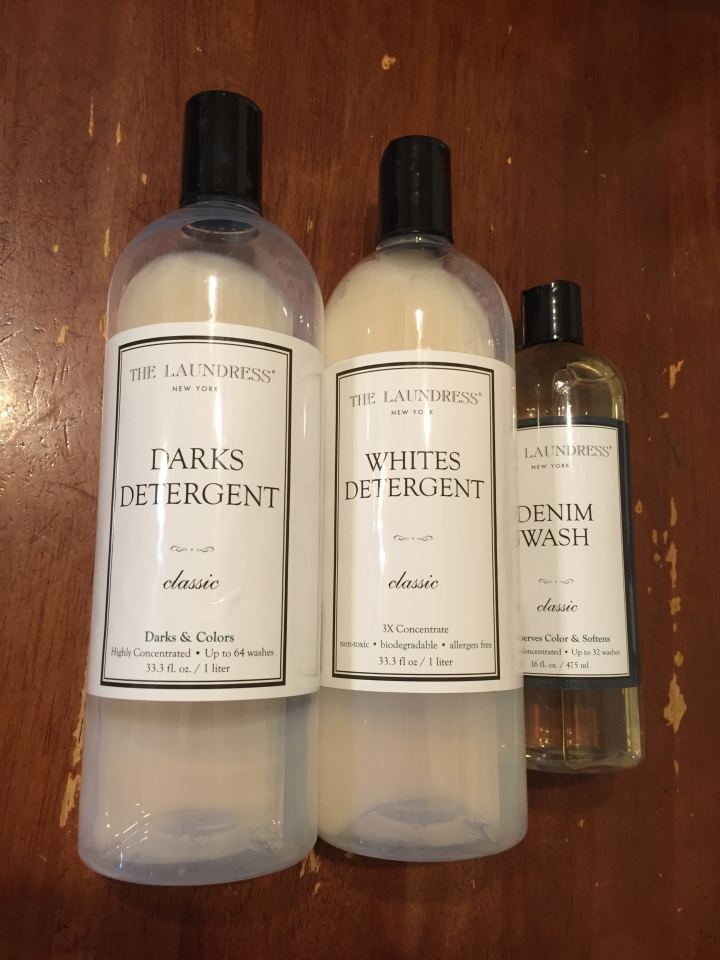 THE LAUNDRESS®
NEW YORK
DARKS
DETERGENT
classic
Darks & Colors
Highly Concentrated • Up to 64 washes
33.3 fl. oz. / 1 liter
THE LAUNDRESS®
NEW YORK
WHITES
DETERGENT
classic
3X Concentrate
non-toxic • biodegradable • allergen free
33.3 fl oz / 1 liter
LAUNDRESS®
NEW YORK
DENIM
WASH
classic
Color & Softens
Concentrated • Up to 32 washes
16 fl. oz. / 475 ml